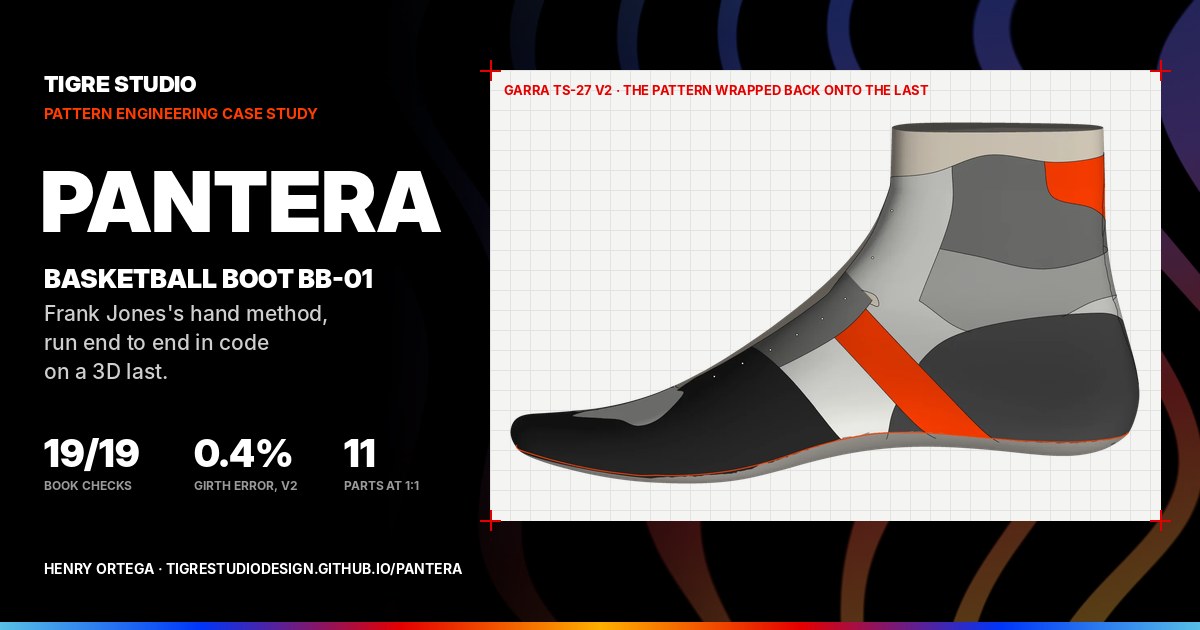 TIGRE STUDIO
PATTERN ENGINEERING CASE STUDY
PANTERA
BASKETBALL BOOT BB-01
Frank Jones's hand method,
run end to end in code
on a 3D last.
19/19
BOOK CHECKS
0.4%
GIRTH ERROR, V2
11
PARTS AT 1:1
HENRY ORTEGA · TIGRESTUDIODESIGN.GITHUB.IO/PANTERA
GARRA TS-27 V2 · THE PATTERN WRAPPED BACK ONTO THE LAST